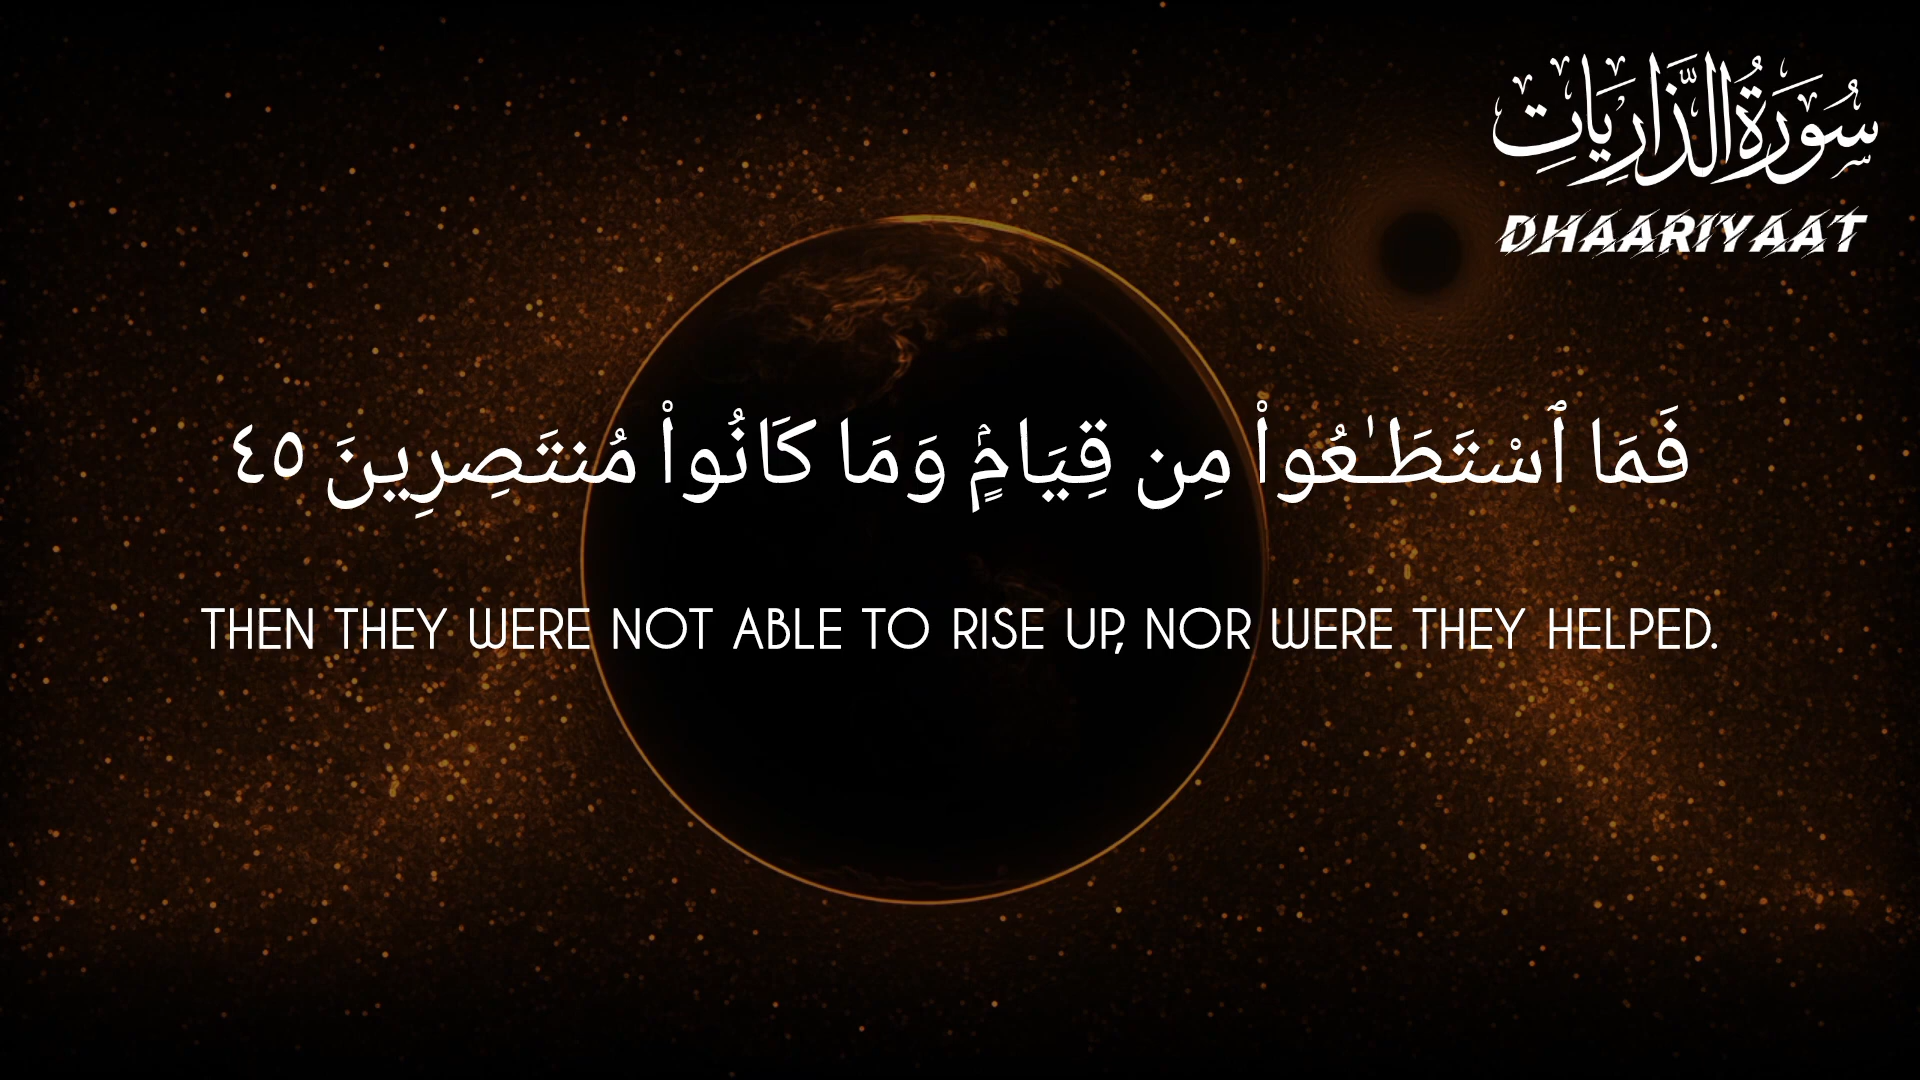 سُورَةُ الذَّارِيَاتِ
DHAARIYAAT
فَمَا ٱسْتَطَـٰعُوا۟ مِن قِيَامٍۢ وَمَا كَانُوا۟ مُنتَصِرِينَ ٤٥
THEN THEY WERE NOT ABLE TO RISE UP, NOR WERE THEY HELPED.